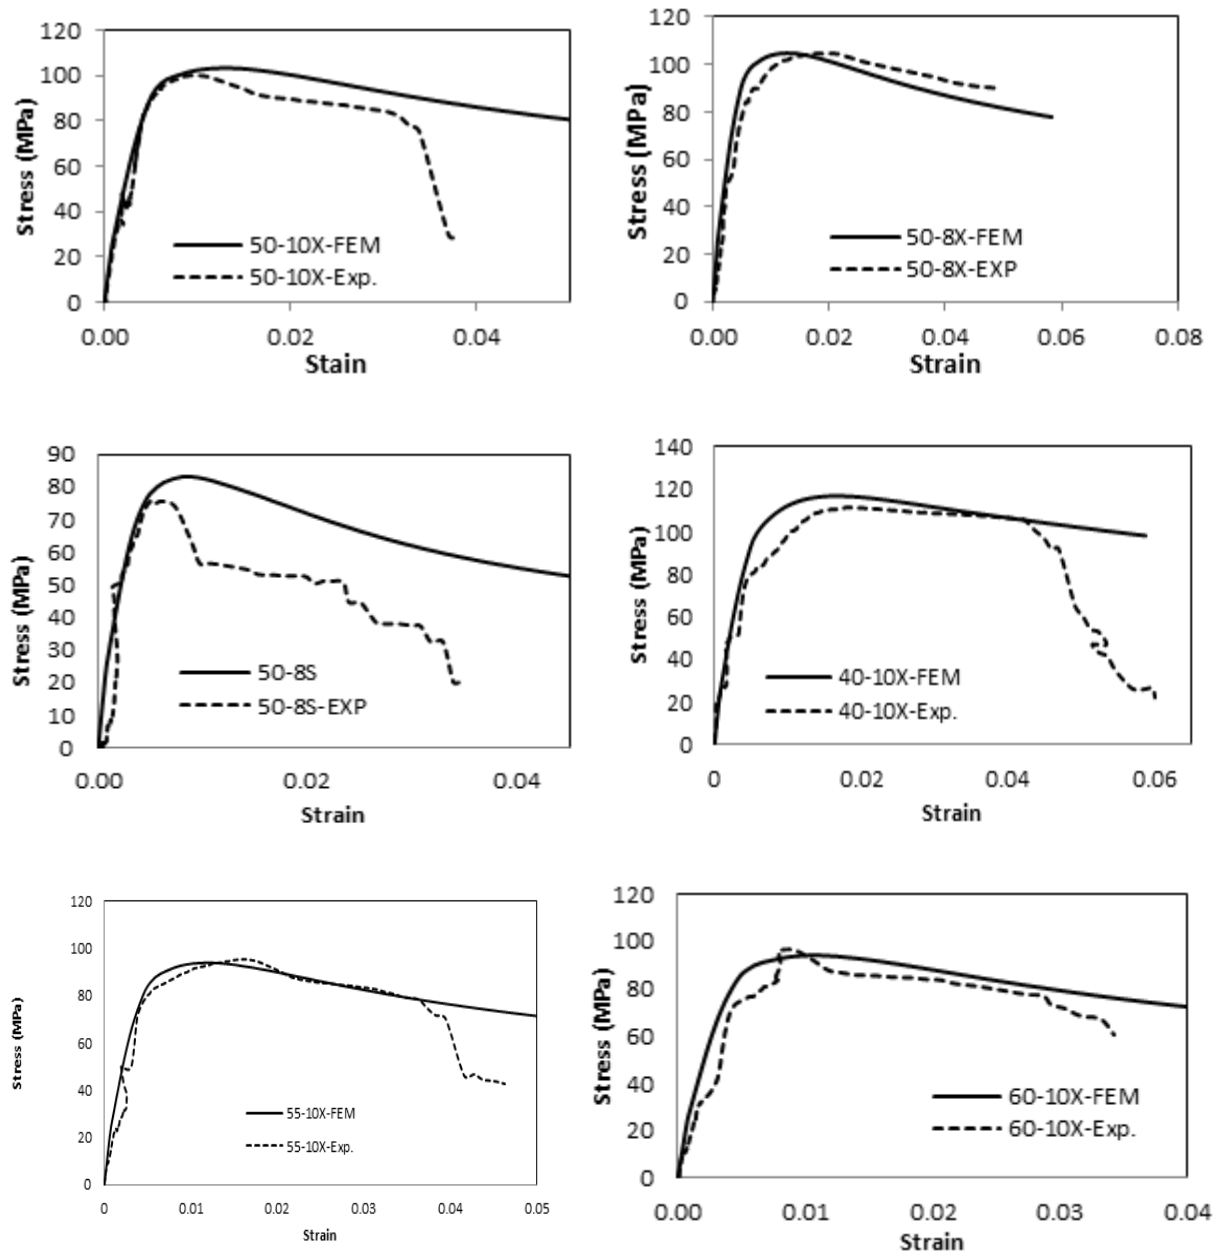 120
100
80
60
40
20
0
Stress (MPa)
50-10X-FEM
50-10X-Exp.
0.00 0.02 0.04
Stain
120
100
80
60
40
20
0
Stress (MPa)
50-8X-FEM
50-8X-EXP
0.00 0.02 0.04 0.06 0.08
Strain
90
80
70
60
50
40
30
20
10
0
Stress (MPa)
50-8S
50-8S-EXP
0.00 0.02 0.04
Strain
140
120
100
80
60
40
20
0
Stress (MPa)
40-10X-FEM
40-10X-Exp.
0 0.02 0.04 0.06
Strain
120
100
80
60
40
20
0
Stress (MPa)
55-10X-FEM
55-10X-Exp.
0 0.01 0.02 0.03 0.04 0.05
Strain
120
100
80
60
40
20
0
Stress (MPa)
60-10X-FEM
60-10X-Exp.
0.00 0.01 0.02 0.03 0.04
Strain